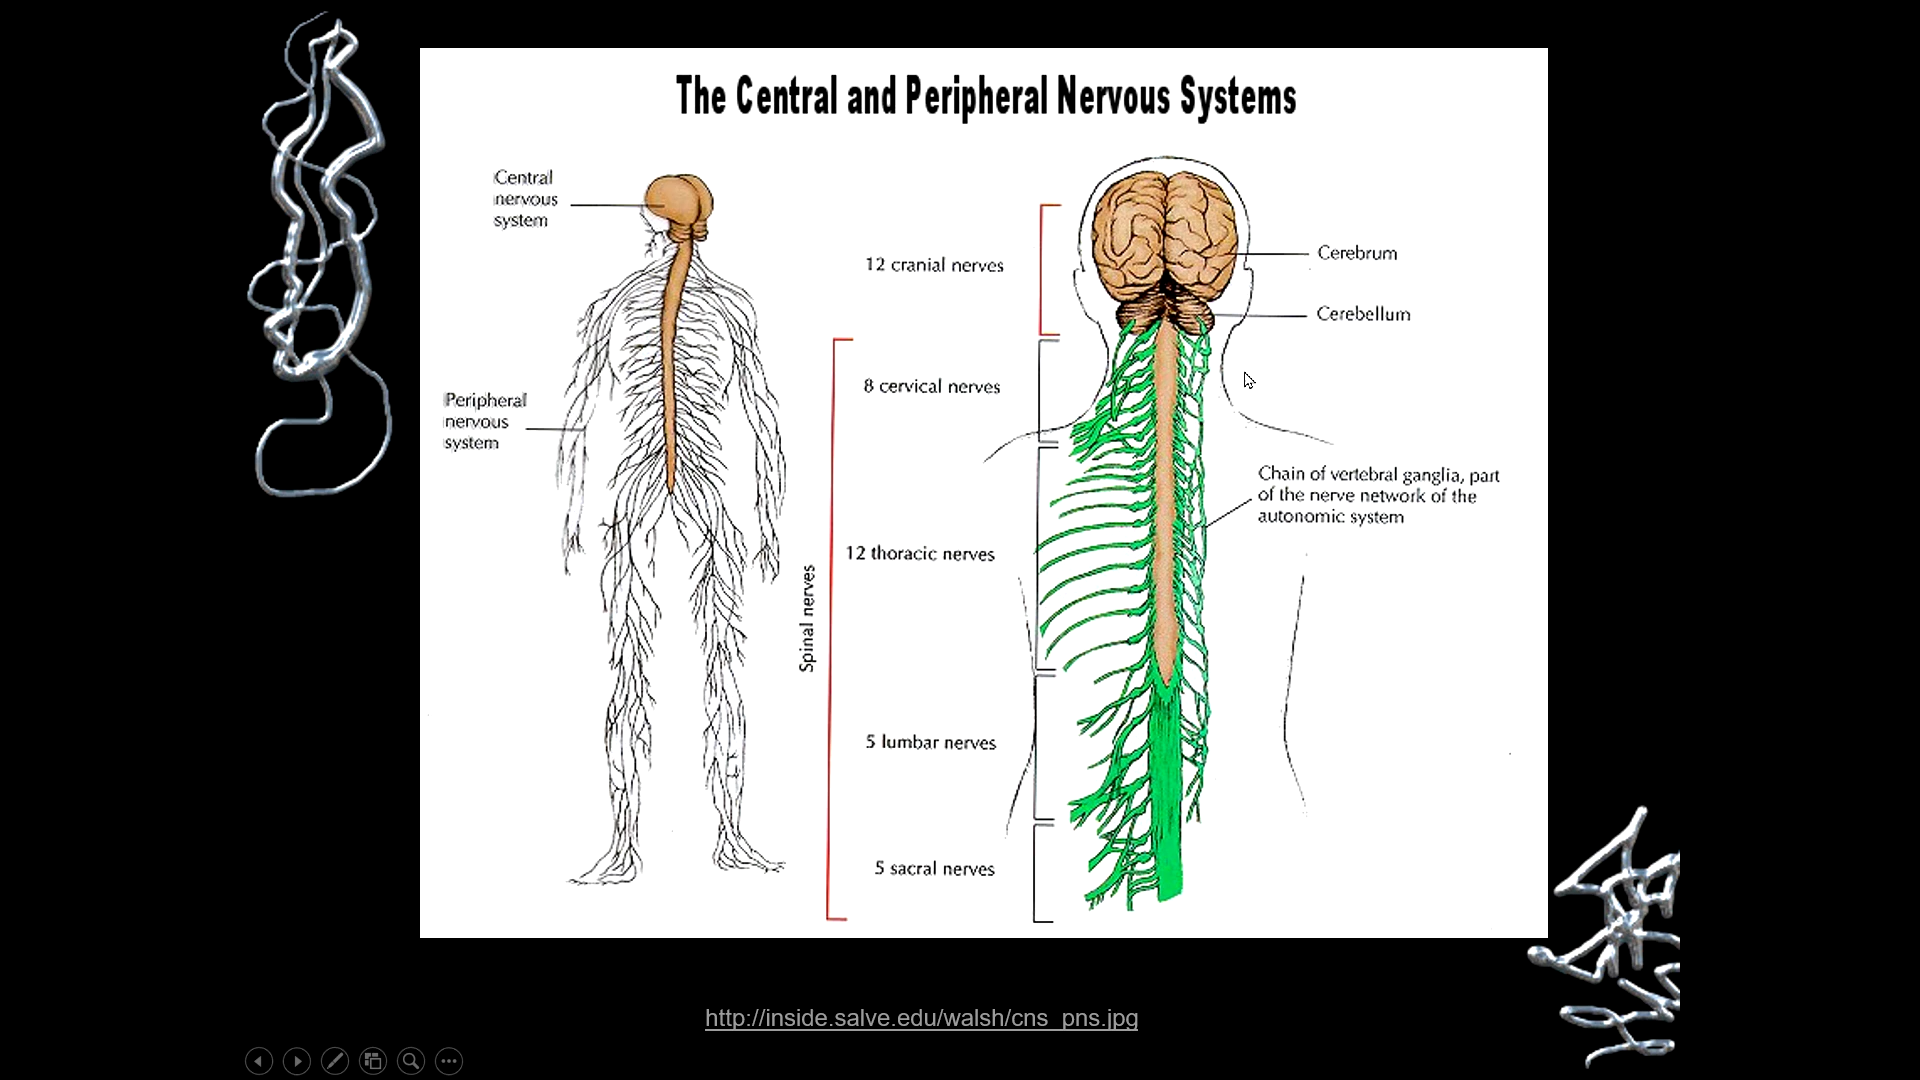 The Central and Peripheral Nervous Systems
Central
nervous
system
Peripheral
nervous
system
Spinal nerves
12 cranial nerves
8 cervical nerves
12 thoracic nerves
5 lumbar nerves
5 sacral nerves
Cerebrum
Cerebellum
Chain of vertebral ganglia, part
of the nerve network of the
autonomic system
http://inside.salve.edu/walsh/cns_pns.jpg